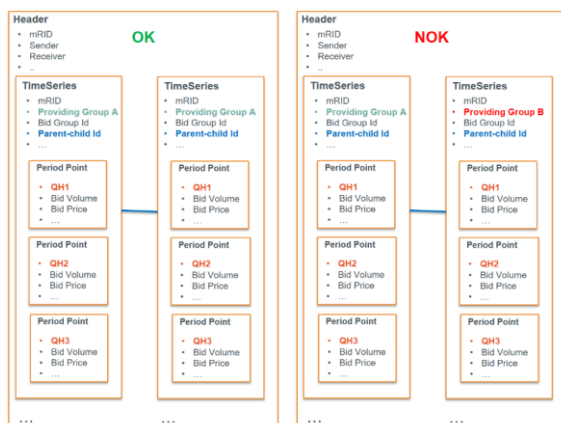 Header
• mRID
• Sender
• Receiver
• ..
OK
TimeSeries
• mRID
• Providing Group A
• Bid Group Id
• Parent-child Id
• …
Period Point
• QH1
• Bid Volume
• Bid Price
• …
Period Point
• QH2
• Bid Volume
• Bid Price
• …
Period Point
• QH3
• Bid Volume
• Bid Price
• …
…
TimeSeries
• mRID
• Providing Group A
• Bid Group Id
• Parent-child Id
• …
Period Point
• QH1
• Bid Volume
• Bid Price
• …
Period Point
• QH2
• Bid Volume
• Bid Price
• …
Period Point
• QH3
• Bid Volume
• Bid Price
• …
…
Header
• mRID
• Sender
• Receiver
• ..
NOK
TimeSeries
• mRID
• Providing Group A
• Bid Group Id
• Parent-child Id
• …
Period Point
• QH1
• Bid Volume
• Bid Price
• …
Period Point
• QH2
• Bid Volume
• Bid Price
• …
Period Point
• QH3
• Bid Volume
• Bid Price
• …
…
TimeSeries
• mRID
• Providing Group B
• Bid Group Id
• Parent-child Id
• …
Period Point
• QH1
• Bid Volume
• Bid Price
• …
Period Point
• QH2
• Bid Volume
• Bid Price
• …
Period Point
• QH3
• Bid Volume
• Bid Price
• …
…